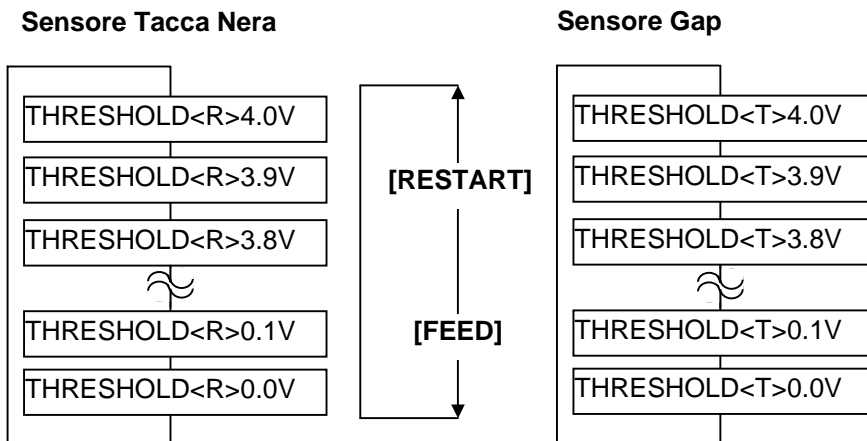 Sensore Tacca Nera
THRESHOLD<R>4.0V
THRESHOLD<R>3.9V
THRESHOLD<R>3.8V
THRESHOLD<R>0.1V
THRESHOLD<R>0.0V
[RESTART]
[FEED]
Sensore Gap
THRESHOLD<T>4.0V
THRESHOLD<T>3.9V
THRESHOLD<T>3.8V
THRESHOLD<T>0.1V
THRESHOLD<T>0.0V